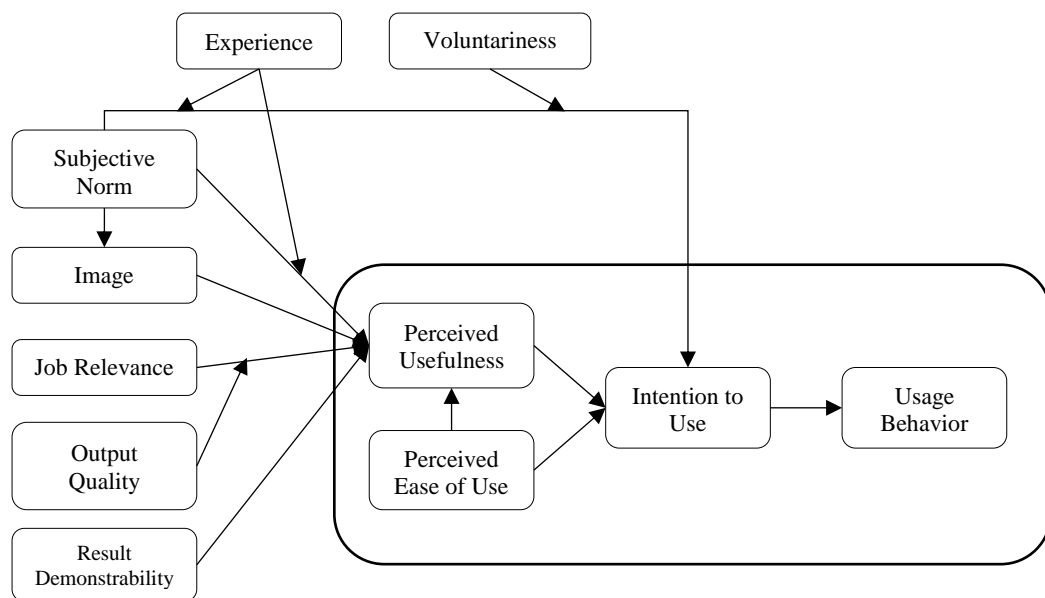 Experience
Voluntariness
Subjective
Norm
Image
Job Relevance
Output
Quality
Result
Demonstrability
Perceived
Usefulness
Perceived
Ease of Use
Intention to
Use
Usage
Behavior